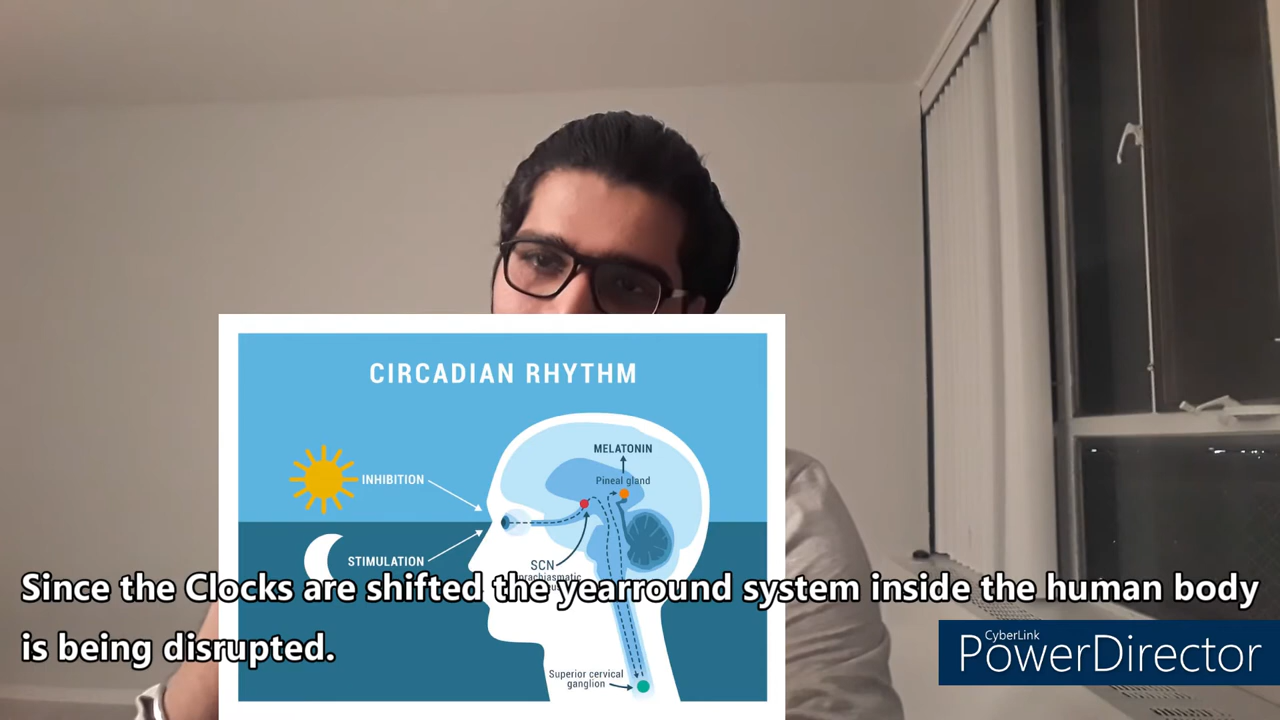 CIRCADIAN RHYTHM
MELATONIN
Pineal gland
INHIBITION
STIMULATION
SCN
Superior cervical
ganglion
Since the Clocks are shifted the yearround system inside the human body
is being disrupted.
CyberLink
PowerDirector